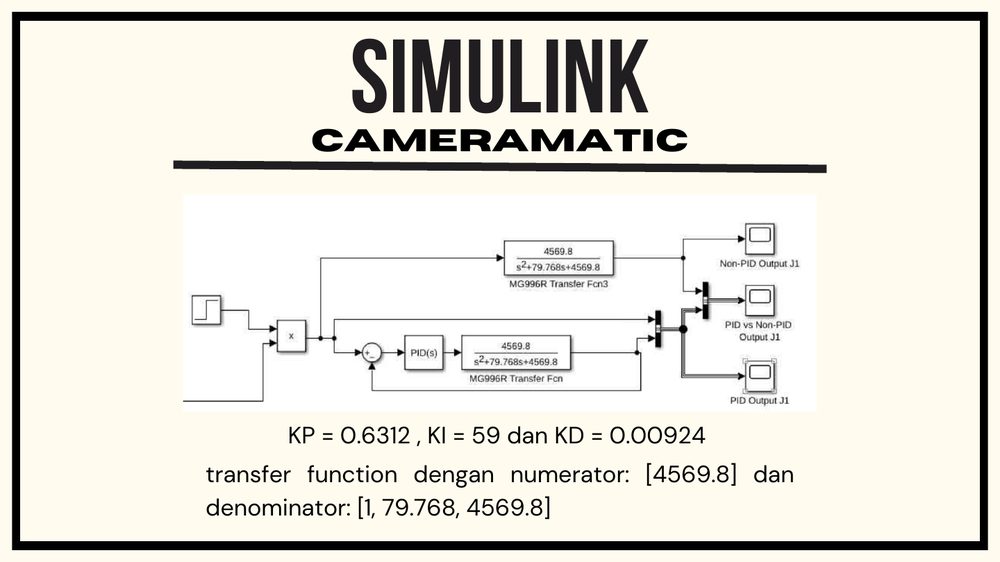 SIMULINK
CAMERAMATIC
4569.8
s²+79.768s+4569.8
MG996R Transfer Fcn3
Non-PID Output J1
x
+
−
PID(s)
4569.8
s²+79.768s+4569.8
MG996R Transfer Fcn
PID vs Non-PID
Output J1
PID Output J1
KP = 0.6312 , KI = 59 dan KD = 0.00924
transfer function dengan numerator: [4569.8] dan
denominator: [1, 79.768, 4569.8]